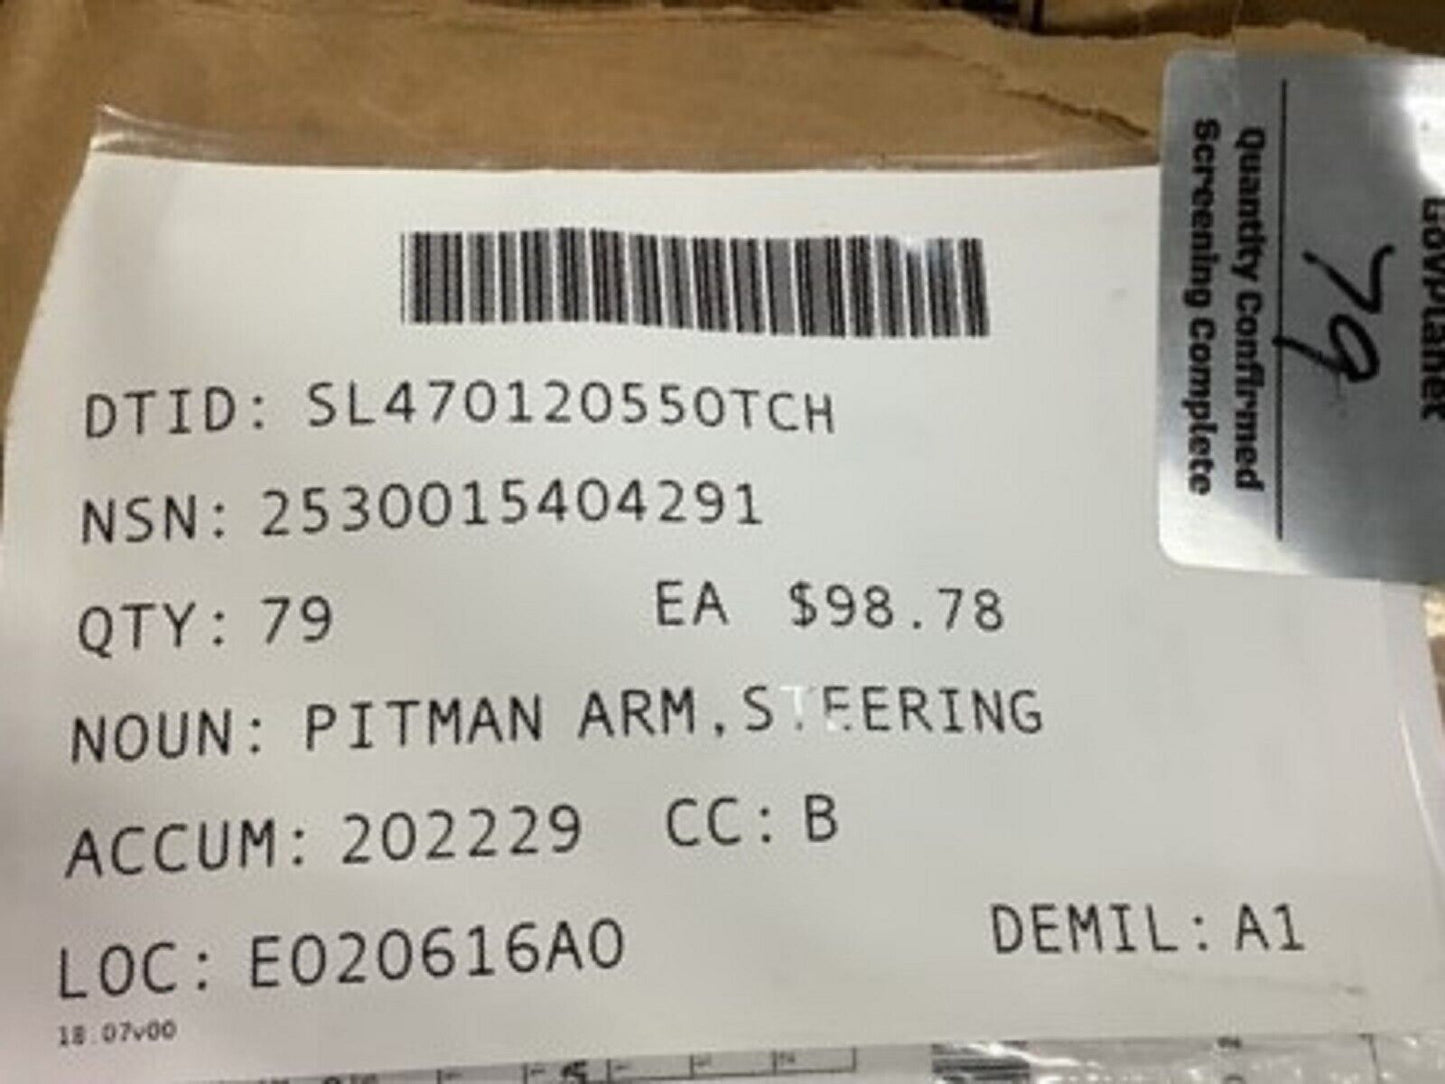 DTID: SL470120550TCH
NSN: 2530015404291
QTY: 79 EA $98.78
NOUN: PITMAN ARM,STEERING
ACCUM: 202229 CC: B
LOC: E020616A0
DEMIL: A1
18.07v00
GovPlanet
79
Quantity Confirmed
Screening Complete